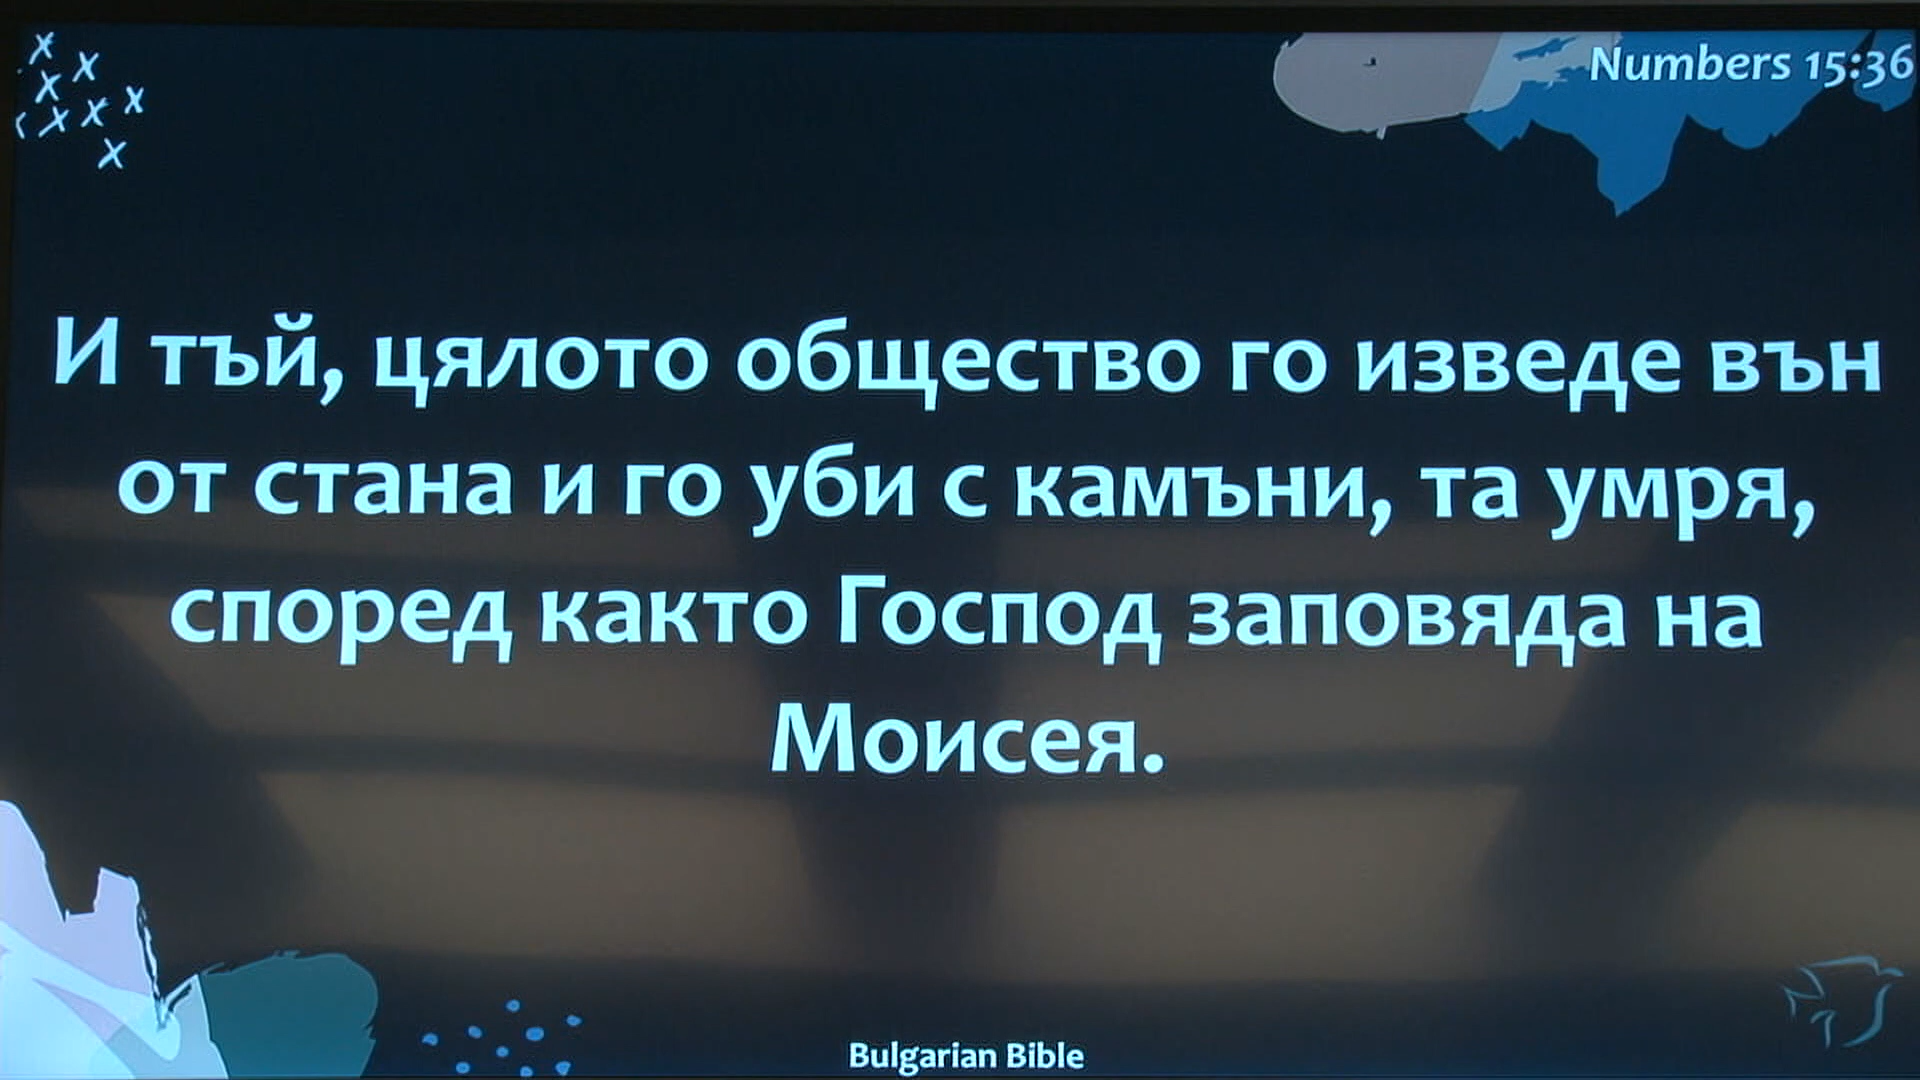 Numbers 15:36
И тъй, цялото общество го изведе вън
от стана и го уби с камъни, та умря,
според както Господ заповяда на
Моисея.
Bulgarian Bible